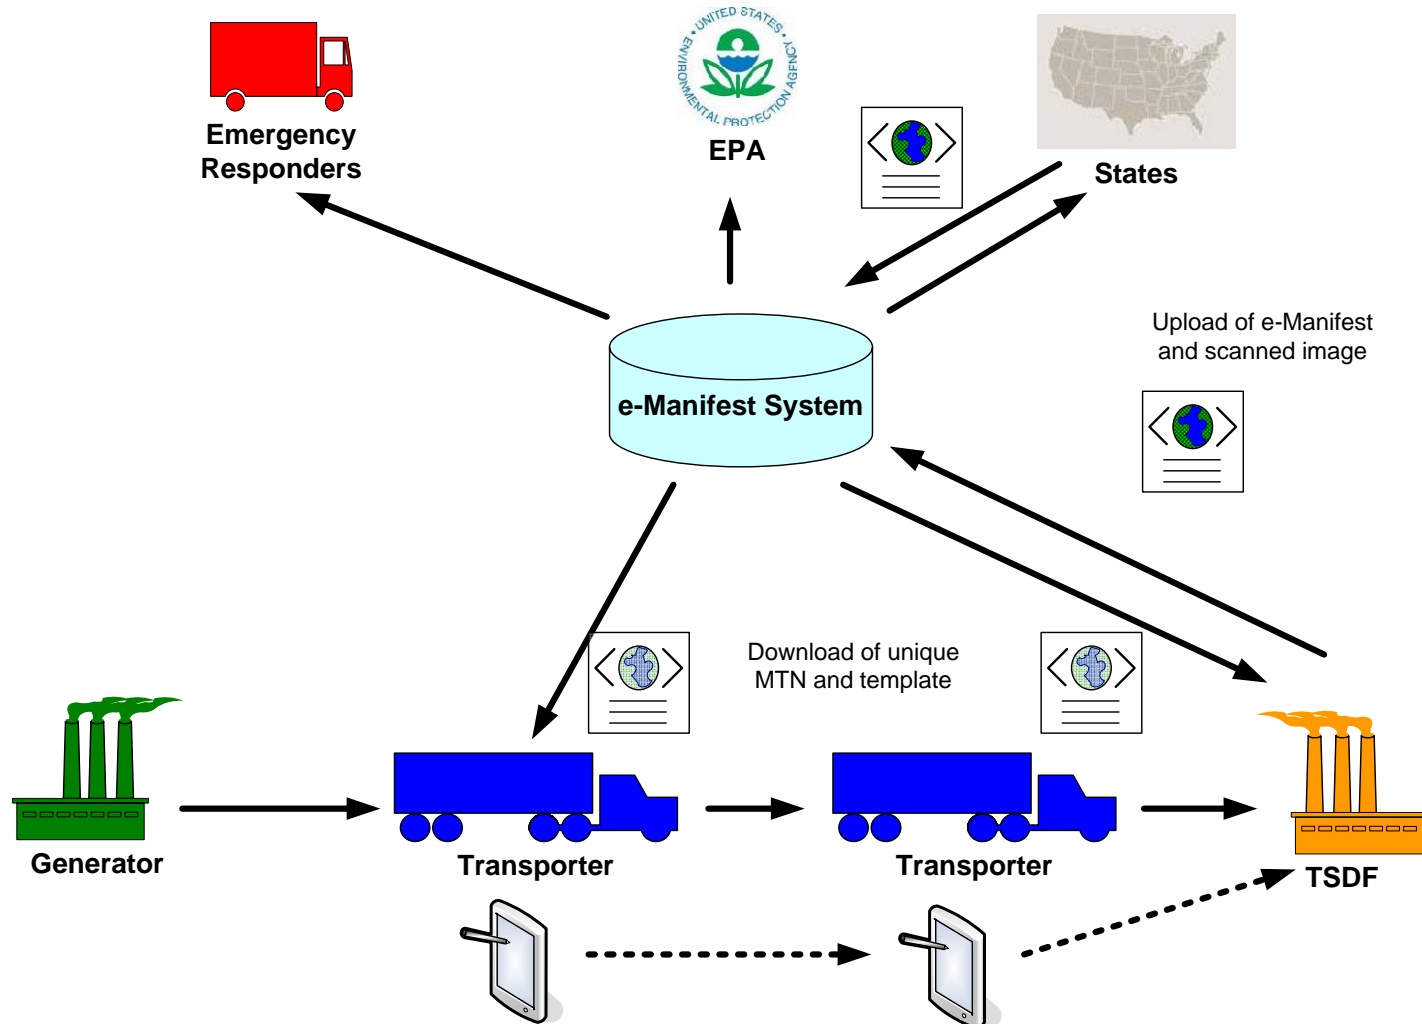 UNITED STATES
ENVIRONMENTAL PROTECTION AGENCY
Emergency
Responders
EPA
States
Upload of e-Manifest
and scanned image
e-Manifest System
Download of unique
MTN and template
Generator
Transporter
Transporter
TSDF